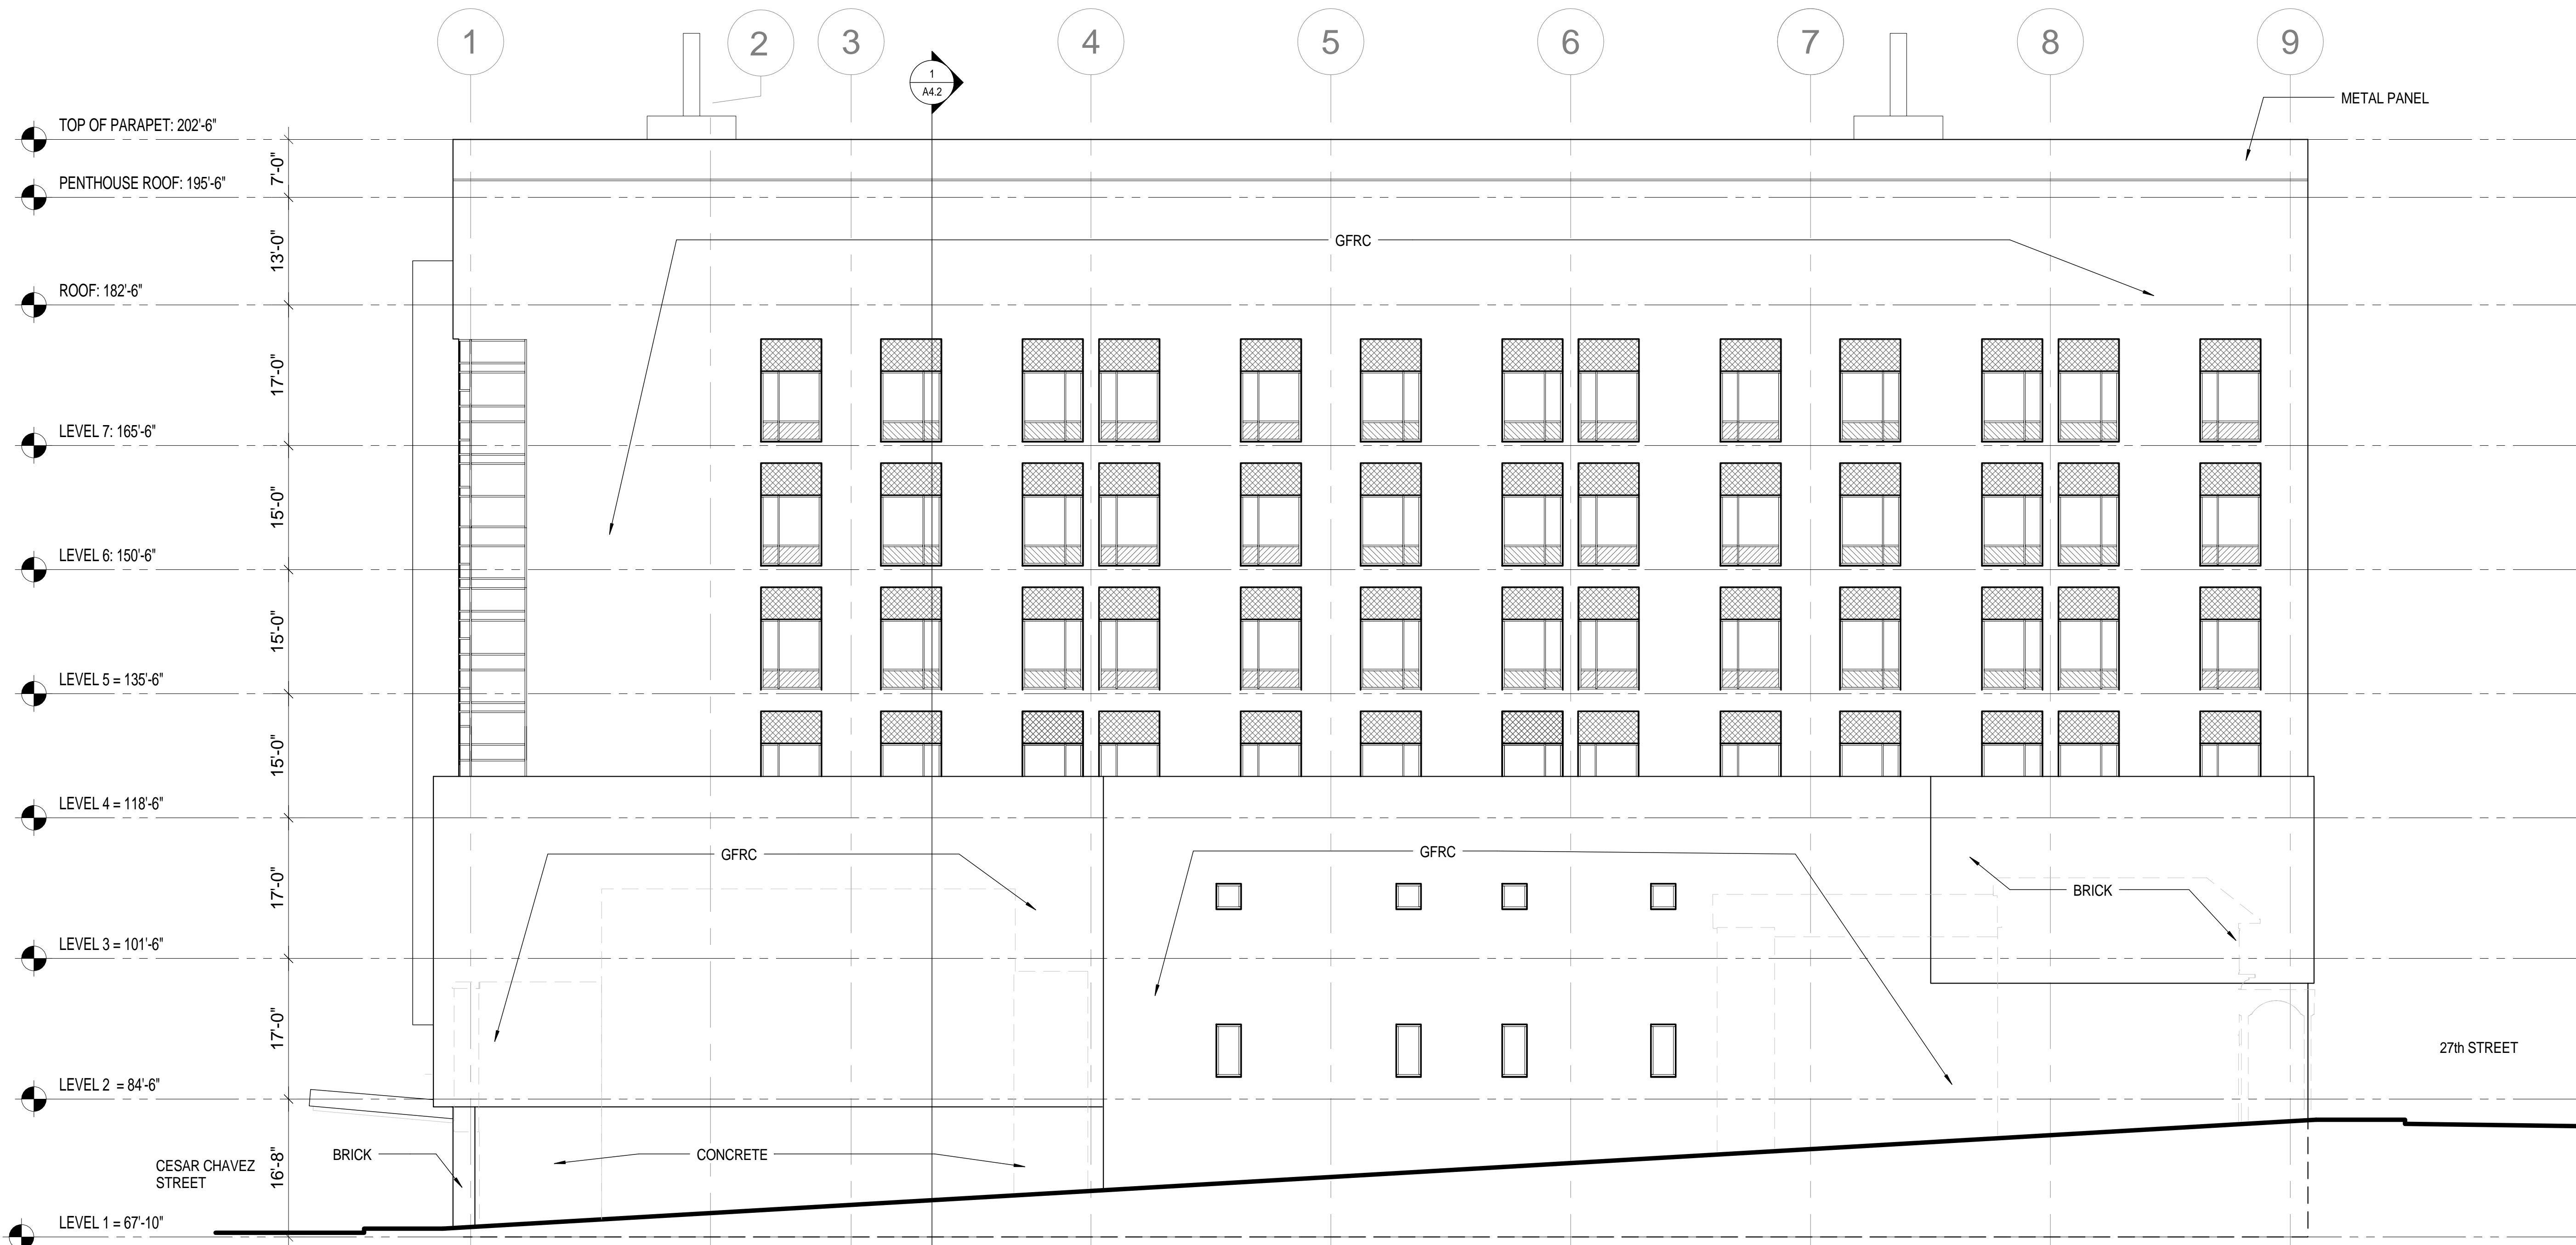 1
2
3
4
5
6
7
8
9
1
A4.2
METAL PANEL
TOP OF PARAPET: 202'-6"
7'-0"
PENTHOUSE ROOF: 195'-6"
13'-0"
GFRC
ROOF: 182'-6"
17'-0"
LEVEL 7: 165'-6"
15'-0"
LEVEL 6: 150'-6"
15'-0"
LEVEL 5 = 135'-6"
15'-0"
LEVEL 4 = 118'-6"
GFRC
GFRC
BRICK
17'-0"
LEVEL 3 = 101'-6"
17'-0"
27th STREET
LEVEL 2 = 84'-6"
BRICK
CONCRETE
CESAR CHAVEZ
STREET
16'-8"
LEVEL 1 = 67'-10"